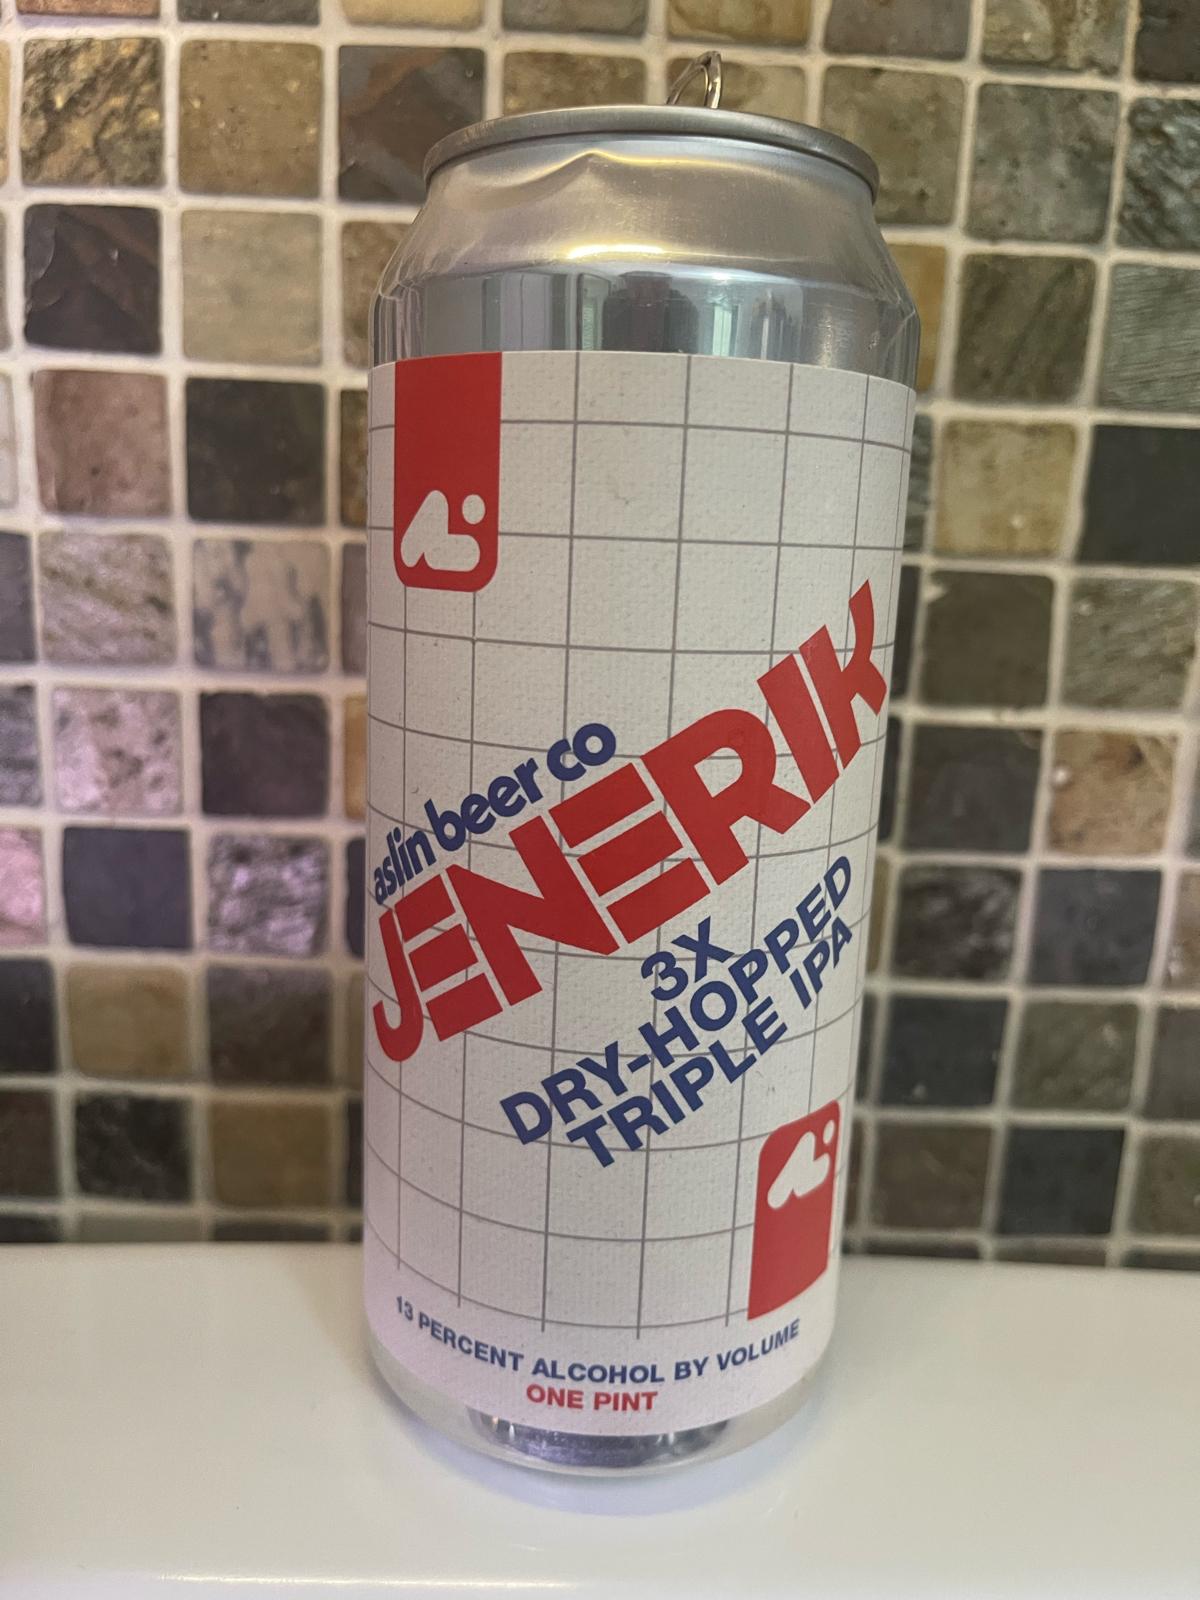 aslin beer co
JENERIK
3X
DRY-HOPPED
TRIPLE IPA
13 PERCENT ALCOHOL BY VOLUME
ONE PINT